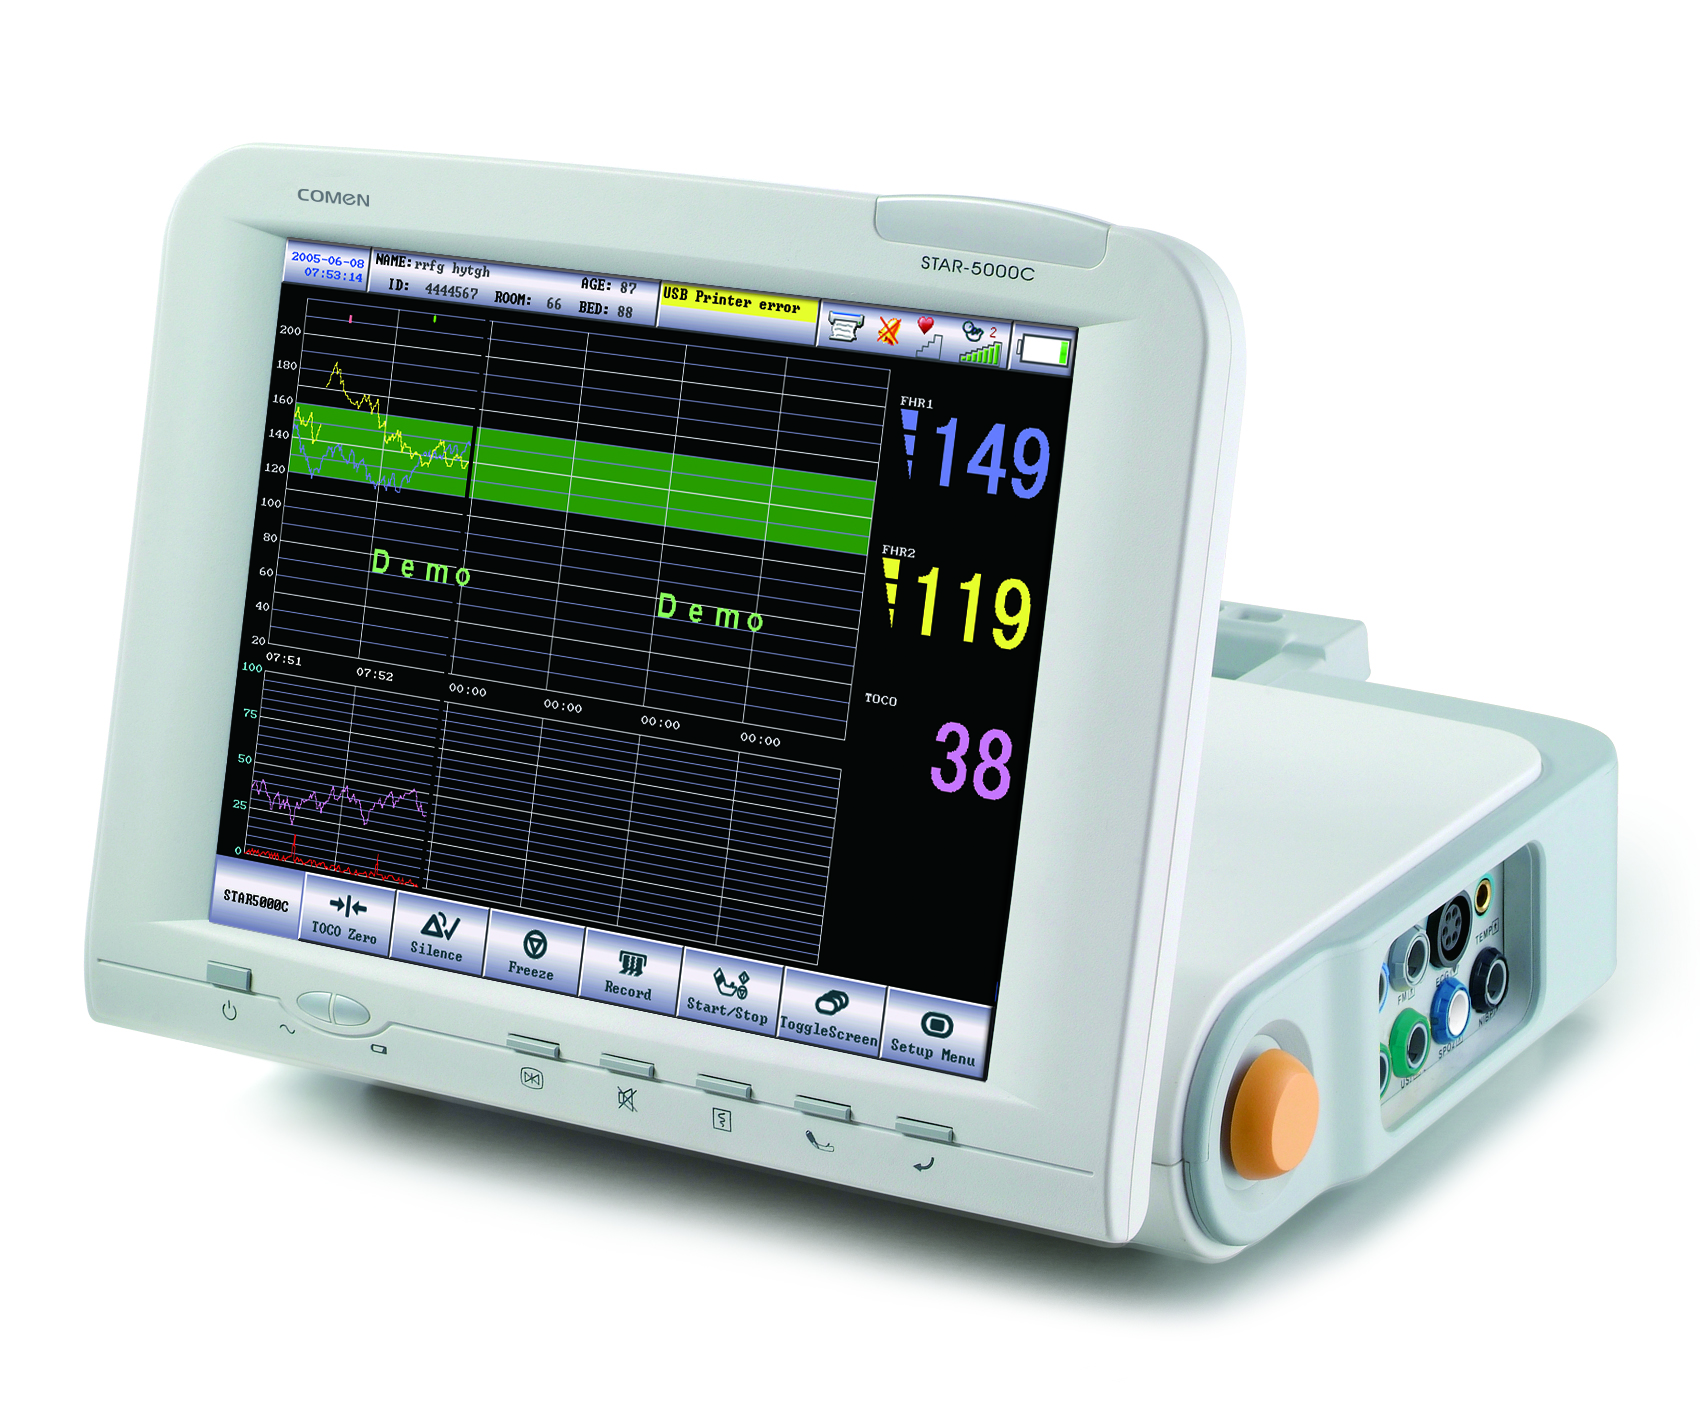 COMEN
STAR-5000C
2005-06-08
07:53:14
NAME:rrfg hytgh
AGE: 87
ID: 4444567 ROOM: 66 BED: 88
USB Printer error
2
200
180
160
140
120
100
80
60
40
20
Demo
Demo
07:51
07:52
00:00
00:00
00:00
00:00
FHR1
149
FHR2
119
TOCO
38
100
75
50
25
0
STAR5000C
TOCO Zero
Silence
Freeze
Record
Start/Stop
ToggleScreen
Setup Menu
TEMP
FM